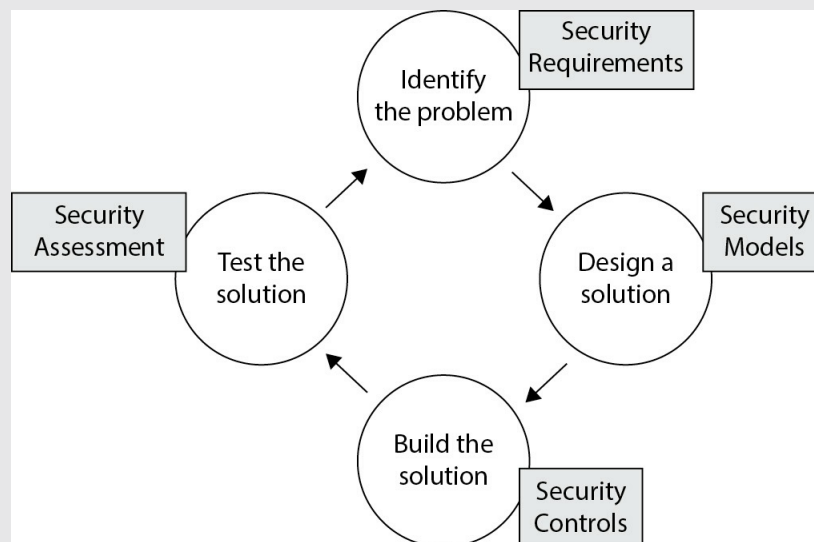 Identify
the problem
Security
Requirements
Design a
solution
Security
Models
Build the
solution
Security
Controls
Test the
solution
Security
Assessment